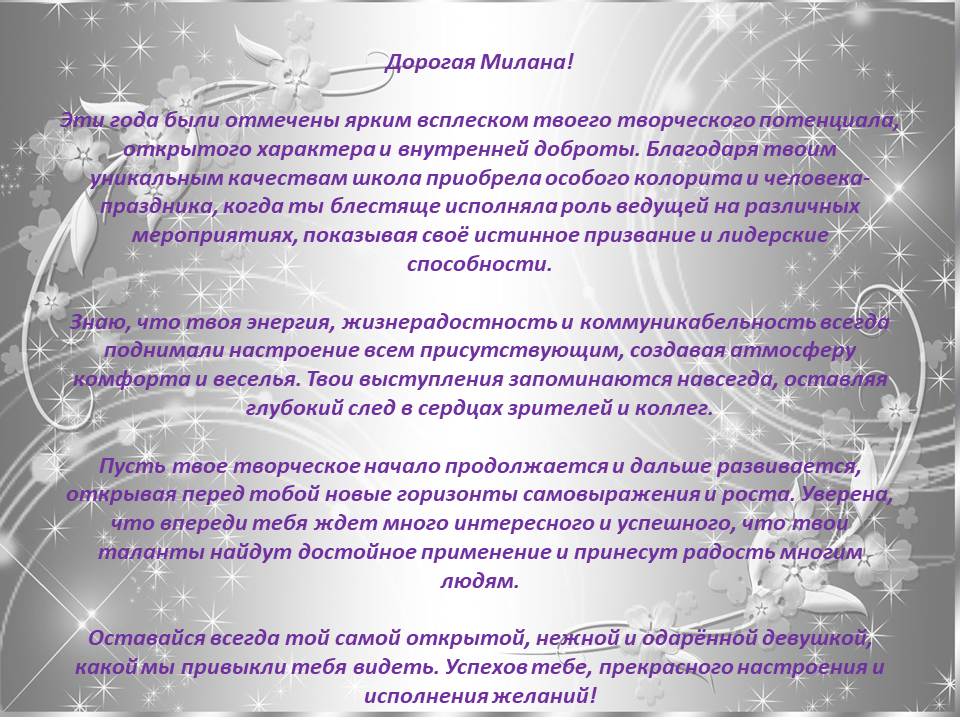 Дорогая Милана!
Эти года были отмечены ярким всплеском твоего творческого потенциала,
открытого характера и внутренней доброты. Благодаря твоим
уникальным качествам школа приобрела особого колорита и человека-
праздника, когда ты блестяще исполняла роль ведущей на различных
мероприятиях, показывая своё истинное призвание и лидерские
способности.
Знаю, что твоя энергия, жизнерадостность и коммуникабельность всегда
поднимали настроение всем присутствующим, создавая атмосферу
комфорта и веселья. Твои выступления запоминаются навсегда, оставляя
глубокий след в сердцах зрителей и коллег.
Пусть твое творческое начало продолжается и дальше развивается,
открывая перед тобой новые горизонты самовыражения и роста. Уверена,
что впереди тебя ждет много интересного и успешного, что твои
таланты найдут достойное применение и принесут радость многим
людям.
Оставайся всегда той самой открытой, нежной и одарённой девушкой,
какой мы привыкли тебя видеть. Успехов тебе, прекрасного настроения и
исполнения желаний!